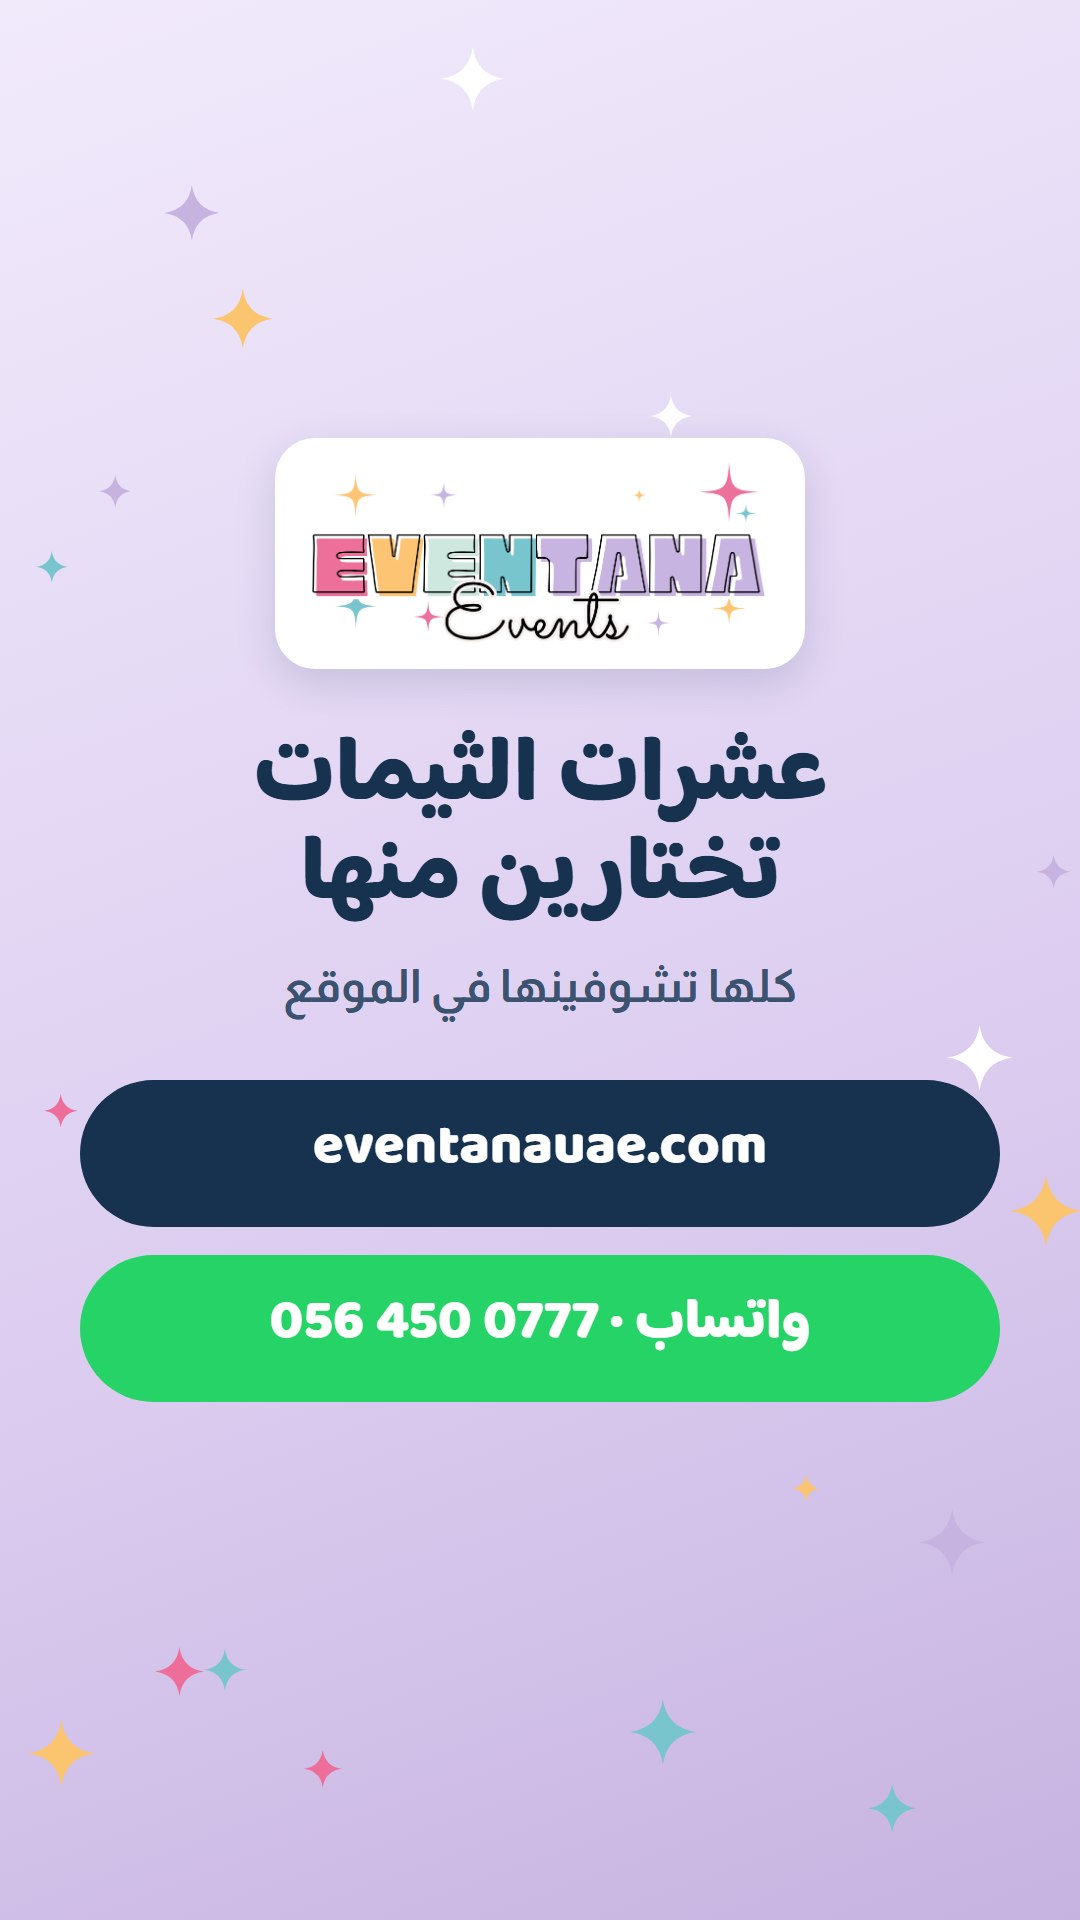 EVENTANA
Events
عشرات الثيمات
تختارين منها
كلها تشوفينها في الموقع
eventanauae.com
واتساب · 056 450 0777